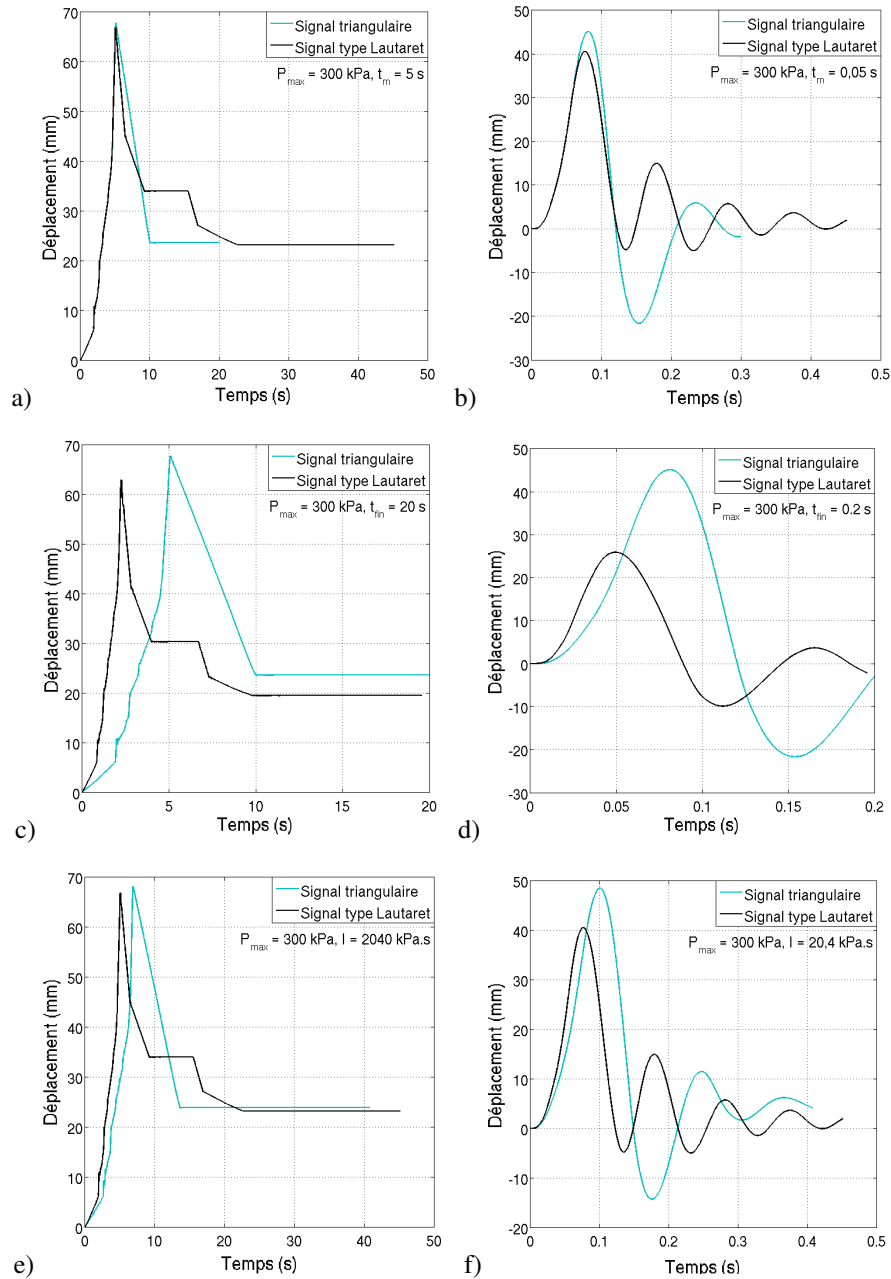 70
60
50
40
30
20
10
0
Déplacement (mm)
Signal triangulaire
Signal type Lautaret
P_max = 300 kPa, t_m = 5 s
0 10 20 30 40 50
Temps (s)
a)
50
40
30
20
10
0
-10
-20
-30
Déplacement (mm)
Signal triangulaire
Signal type Lautaret
P_max = 300 kPa, t_m = 0,05 s
0 0.1 0.2 0.3 0.4 0.5
Temps (s)
b)
70
60
50
40
30
20
10
0
Déplacement (mm)
Signal triangulaire
Signal type Lautaret
P_max = 300 kPa, t_fin = 20 s
0 5 10 15 20
Temps (s)
c)
50
40
30
20
10
0
-10
-20
-30
Déplacement (mm)
Signal triangulaire
Signal type Lautaret
P_max = 300 kPa, t_fin = 0.2 s
0 0.05 0.1 0.15 0.2
Temps (s)
d)
70
60
50
40
30
20
10
0
Déplacement (mm)
Signal triangulaire
Signal type Lautaret
P_max = 300 kPa, I = 2040 kPa.s
0 10 20 30 40 50
Temps (s)
e)
50
40
30
20
10
0
-10
-20
Déplacement (mm)
Signal triangulaire
Signal type Lautaret
P_max = 300 kPa, I = 20,4 kPa.s
0 0.1 0.2 0.3 0.4 0.5
Temps (s)
f)